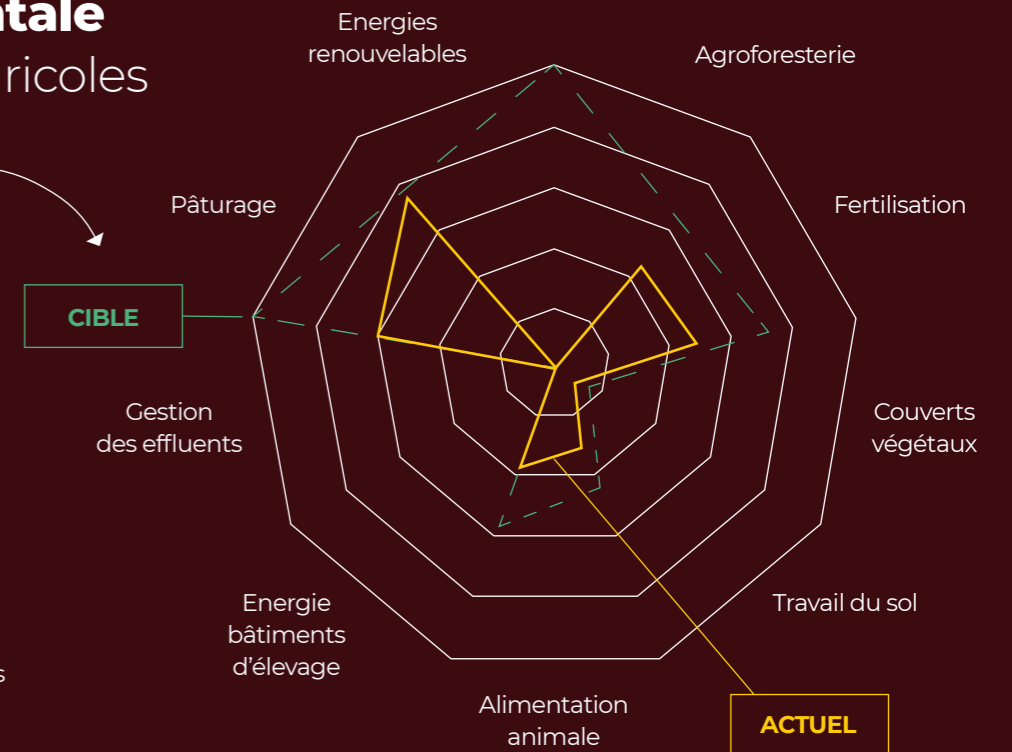 ntale
ricoles
Energies
renouvelables
Agroforesterie
Pâturage
Fertilisation
CIBLE
Gestion
des effluents
Couverts
végétaux
Energie
bâtiments
d'élevage
Travail du sol
s
Alimentation
animale
ACTUEL